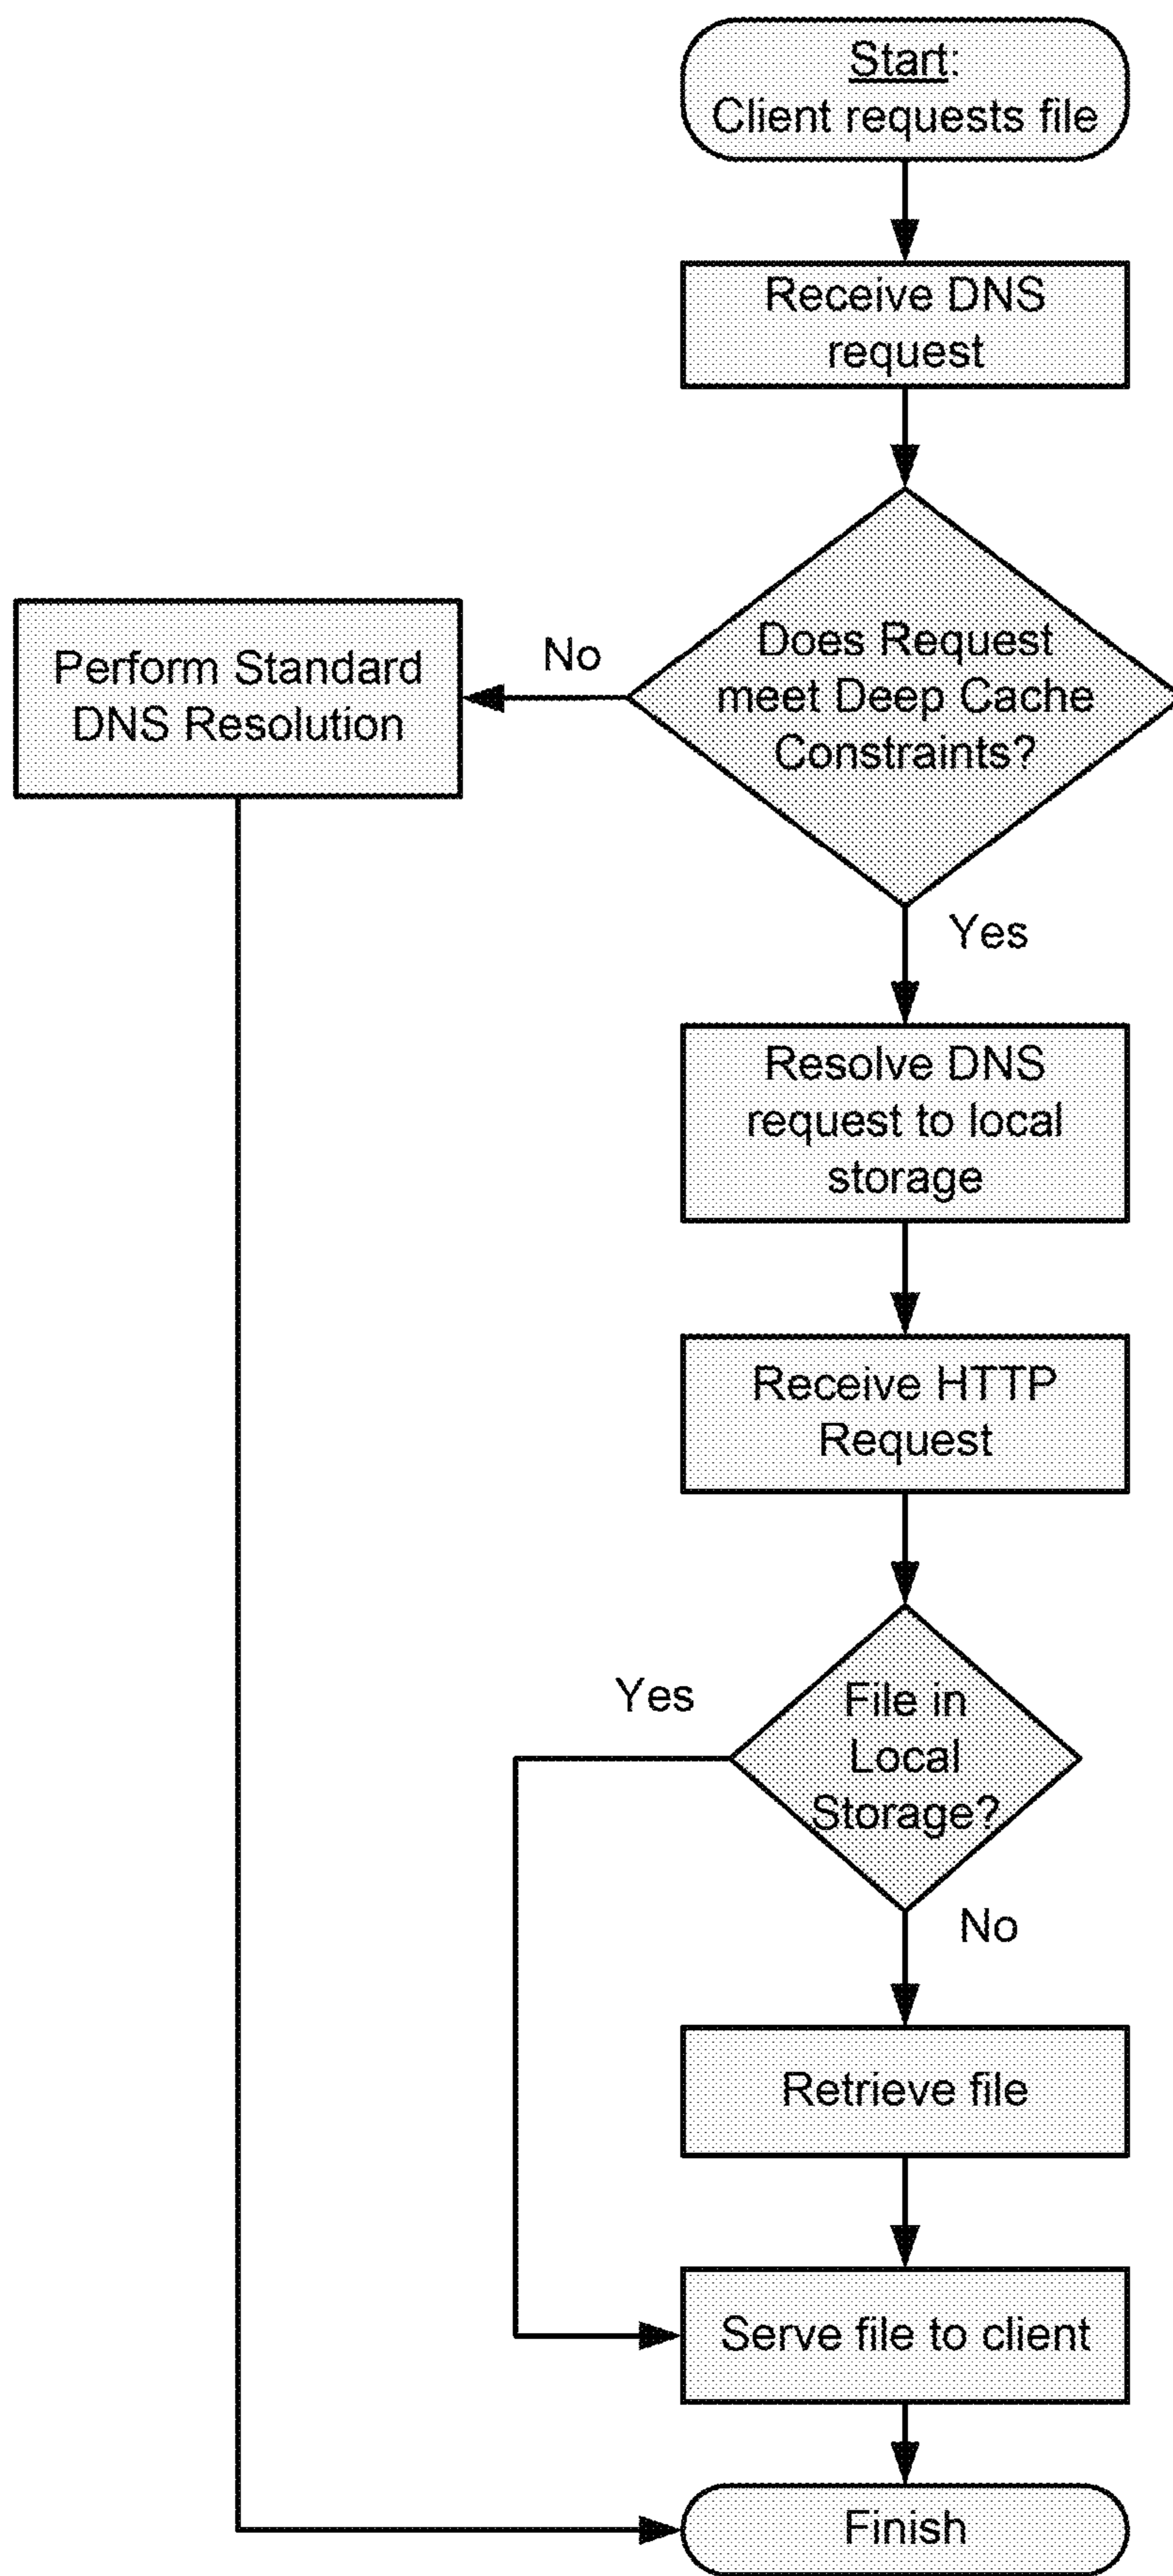 Start:
Client requests file
Receive DNS
request
Does Request
meet Deep Cache
Constraints?
No
Perform Standard
DNS Resolution
Yes
Resolve DNS
request to local
storage
Receive HTTP
Request
File in
Local
Storage?
Yes
No
Retrieve file
Serve file to client
Finish